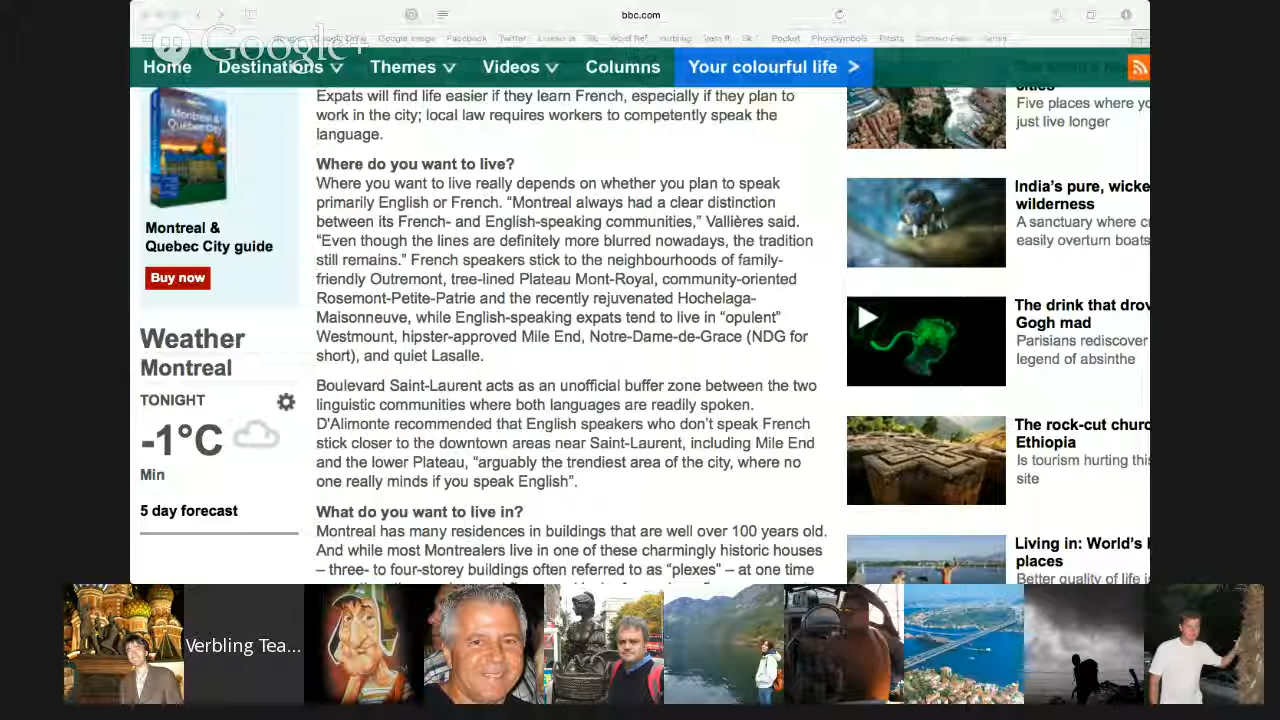 bbc.com
Google+
Google Image
Facebook
Twitter
Pocket
PhonSymbols
Home
Destinations
Themes
Videos
Columns
Your colourful life >
Expats will find life easier if they learn French, especially if they plan to
work in the city; local law requires workers to competently speak the
language.
Where do you want to live?
Where you want to live really depends on whether you plan to speak
primarily English or French. “Montreal always had a clear distinction
between its French- and English-speaking communities,” Vallières said.
“Even though the lines are definitely more blurred nowadays, the tradition
still remains.” French speakers stick to the neighbourhoods of family-
friendly Outremont, tree-lined Plateau Mont-Royal, community-oriented
Rosemont-Petite-Patrie and the recently rejuvenated Hochelaga-
Maisonneuve, while English-speaking expats tend to live in “opulent”
Westmount, hipster-approved Mile End, Notre-Dame-de-Grace (NDG for
short), and quiet Lasalle.
Boulevard Saint-Laurent acts as an unofficial buffer zone between the two
linguistic communities where both languages are readily spoken.
D'Alimonte recommended that English speakers who don’t speak French
stick closer to the downtown areas near Saint-Laurent, including Mile End
and the lower Plateau, “arguably the trendiest area of the city, where no
one really minds if you speak English”.
What do you want to live in?
Montreal has many residences in buildings that are well over 100 years old.
And while most Montrealers live in one of these charmingly historic houses
– three- to four-storey buildings often referred to as “plexes” – at one time
Montreal &
Quebec City
Montreal &
Quebec City guide
Buy now
Weather
Montreal
TONIGHT
-1°C
Min
5 day forecast
cities
Five places where yo
just live longer
India’s pure, wicke
wilderness
A sanctuary where cr
easily overturn boats
The drink that drov
Gogh mad
Parisians rediscover
legend of absinthe
The rock-cut churc
Ethiopia
Is tourism hurting this
site
Living in: World’s
places
Better quality of life i
Verbling Tea...